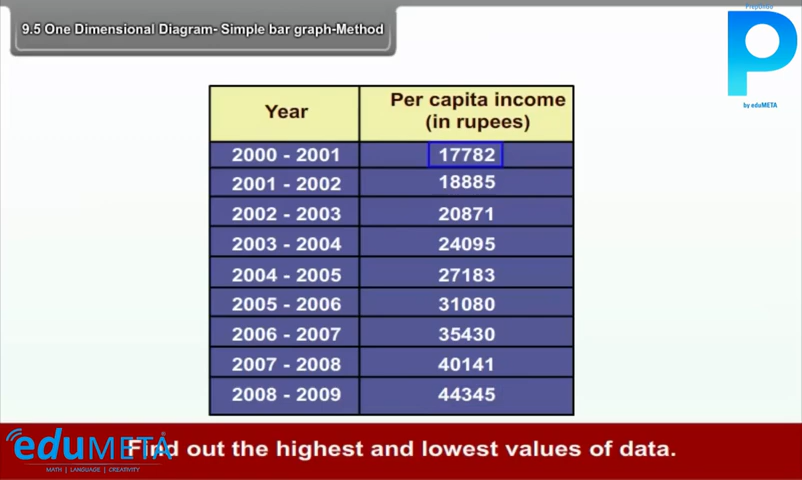 9.5 One Dimensional Diagram- Simple bar graph-Method
Prepondo
P
by eduMETA
Year Per capita income
(in rupees)
2000 - 2001 17782
2001 - 2002 18885
2002 - 2003 20871
2003 - 2004 24095
2004 - 2005 27183
2005 - 2006 31080
2006 - 2007 35430
2007 - 2008 40141
2008 - 2009 44345
eduMETA
MATH | LANGUAGE | CREATIVITY
Find out the highest and lowest values of data.